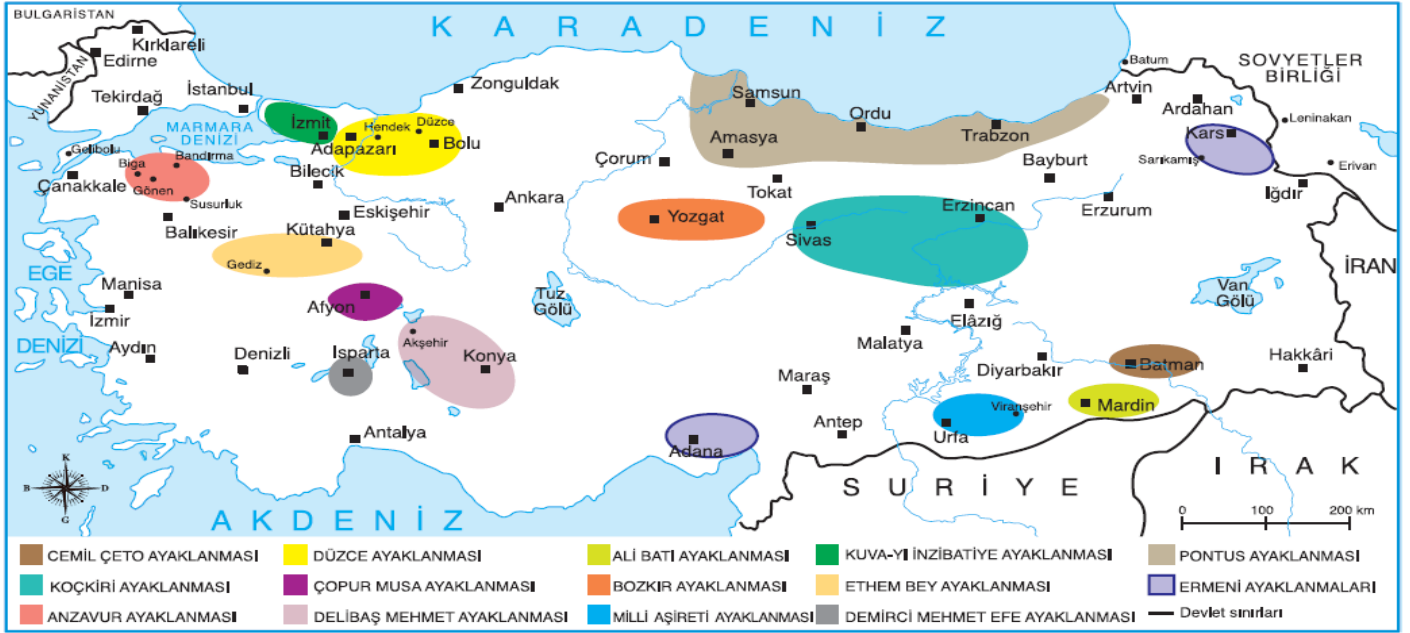 BULGARİSTAN
KARADENİZ
Kırklareli
Edirne
YUNANİSTAN
Tekirdağ
İstanbul
Zonguldak
Batum
SOVYETLER
BİRLİĞİ
Artvin
Ardahan
Samsun
Ordu
Trabzon
Kars
Leninakan
MARMARA
DENİZİ
İzmit
Adapazarı
Hendek
Düzce
Bolu
Amasya
Sarıkamış
Erivan
Gelibolu
Biga
Bandırma
Çanakkale
Gönen
Bilecik
Çorum
Tokat
Bayburt
Iğdır
Susurluk
Eskişehir
Ankara
Erzurum
Balıkesir
Kütahya
Yozgat
Sivas
Erzincan
Gediz
EGE
DENİZİ
İRAN
Manisa
İzmir
Afyon
Tuz
Gölü
Van
Gölü
Elâzığ
Malatya
Aydın
Denizli
Isparta
Akşehir
Konya
Diyarbakır
Batman
Hakkâri
Maraş
Viranşehir
Mardin
Antalya
Adana
Antep
Urfa
K
B
D
G
AKDENİZ
SURİYE
IRAK
0 100 200 km
CEMİL ÇETO AYAKLANMASI
DÜZCE AYAKLANMASI
ALİ BATI AYAKLANMASI
KUVA-YI İNZİBATİYE AYAKLANMASI
PONTUS AYAKLANMASI
KOÇKİRİ AYAKLANMASI
ÇOPUR MUSA AYAKLANMASI
BOZKIR AYAKLANMASI
ETHEM BEY AYAKLANMASI
ERMENİ AYAKLANMALARI
ANZAVUR AYAKLANMASI
DELİBAŞ MEHMET AYAKLANMASI
MİLLİ AŞİRETİ AYAKLANMASI
DEMİRCİ MEHMET EFE AYAKLANMASI
Devlet sınırları